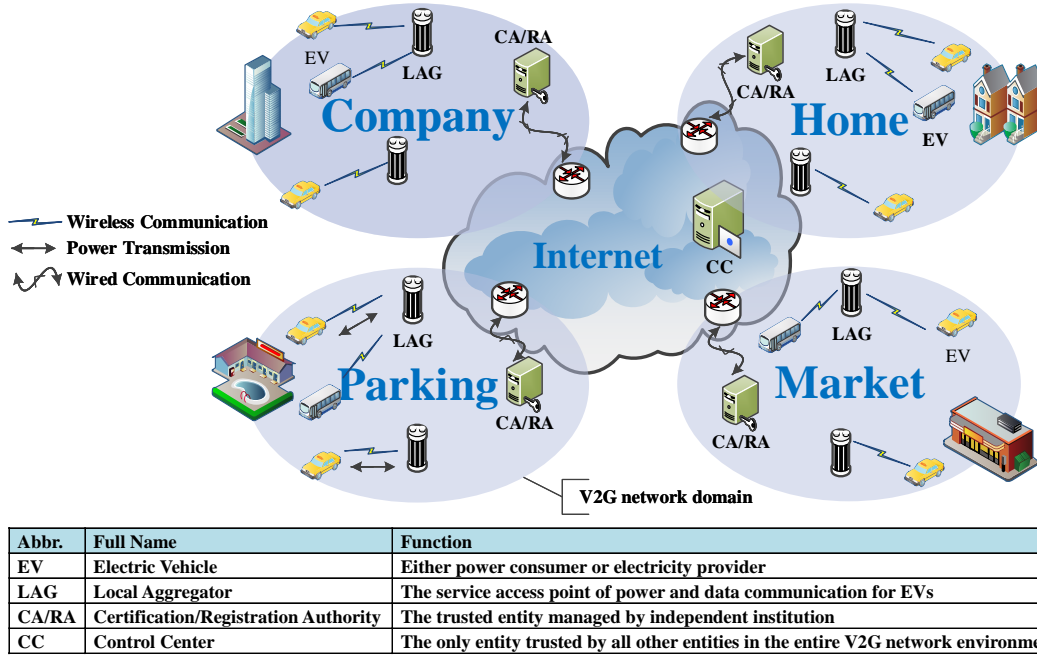 CA/RA
EV
LAG
Company
LAG
CA/RA
Home
EV
Wireless Communication
Power Transmission
Wired Communication
Internet
CC
LAG
Parking
CA/RA
LAG
EV
Market
CA/RA
V2G network domain
Abbr. Full Name Function
EV Electric Vehicle Either power consumer or electricity provider
LAG Local Aggregator The service access point of power and data communication for EVs
CA/RA Certification/Registration Authority The trusted entity managed by independent institution
CC Control Center The only entity trusted by all other entities in the entire V2G network environme